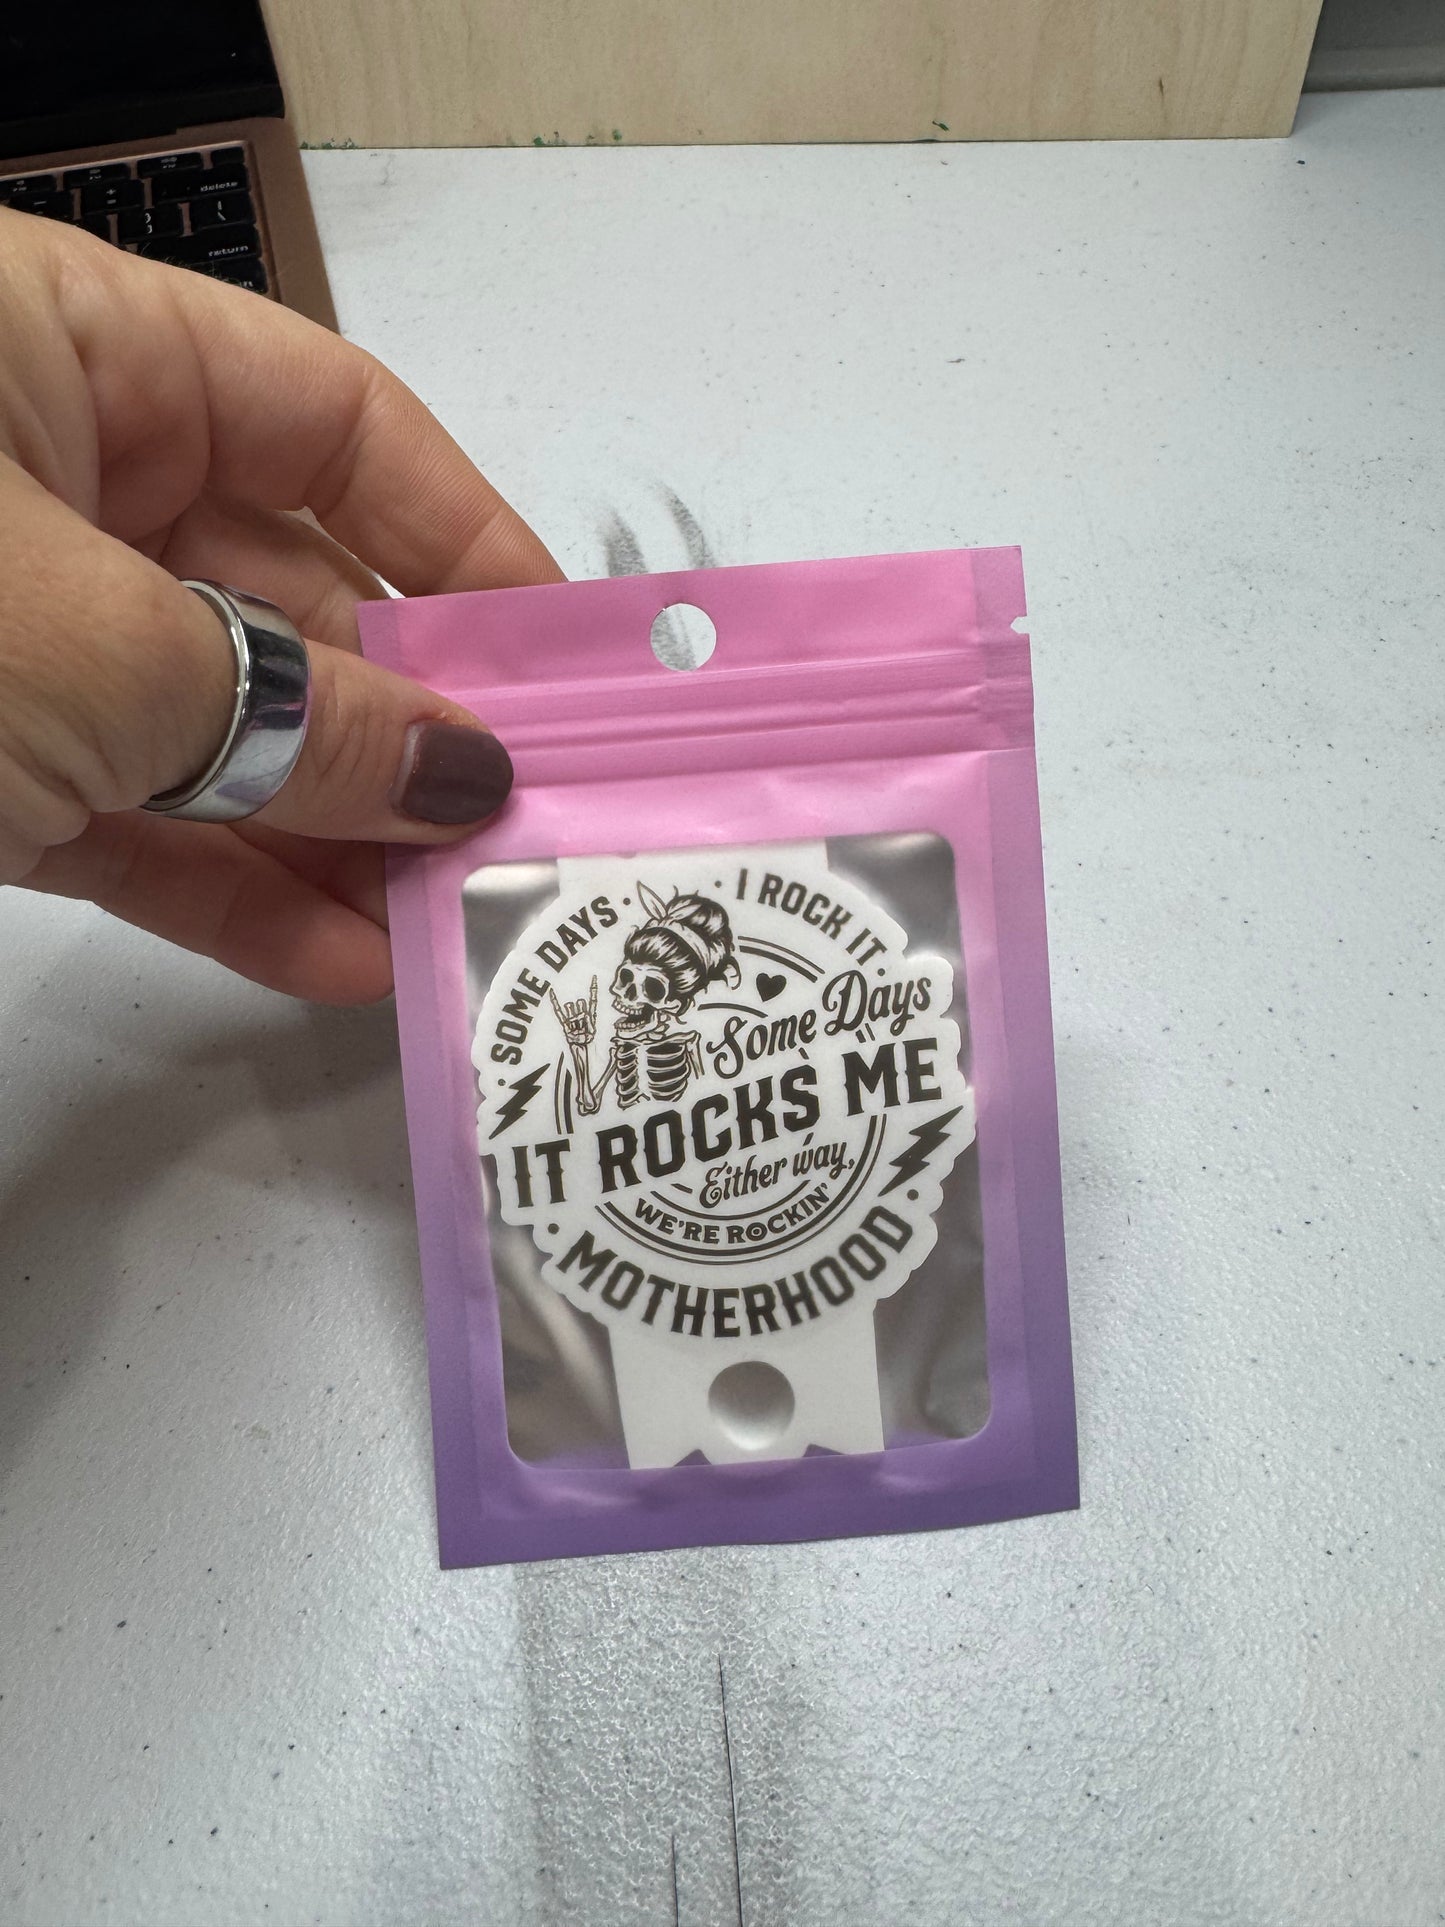 delete
return
SOME DAYS · · I ROCK IT ·
Some Days
IT ROCKS ME
Either way,
WE'RE ROCKIN'
· MOTHERHOOD ·